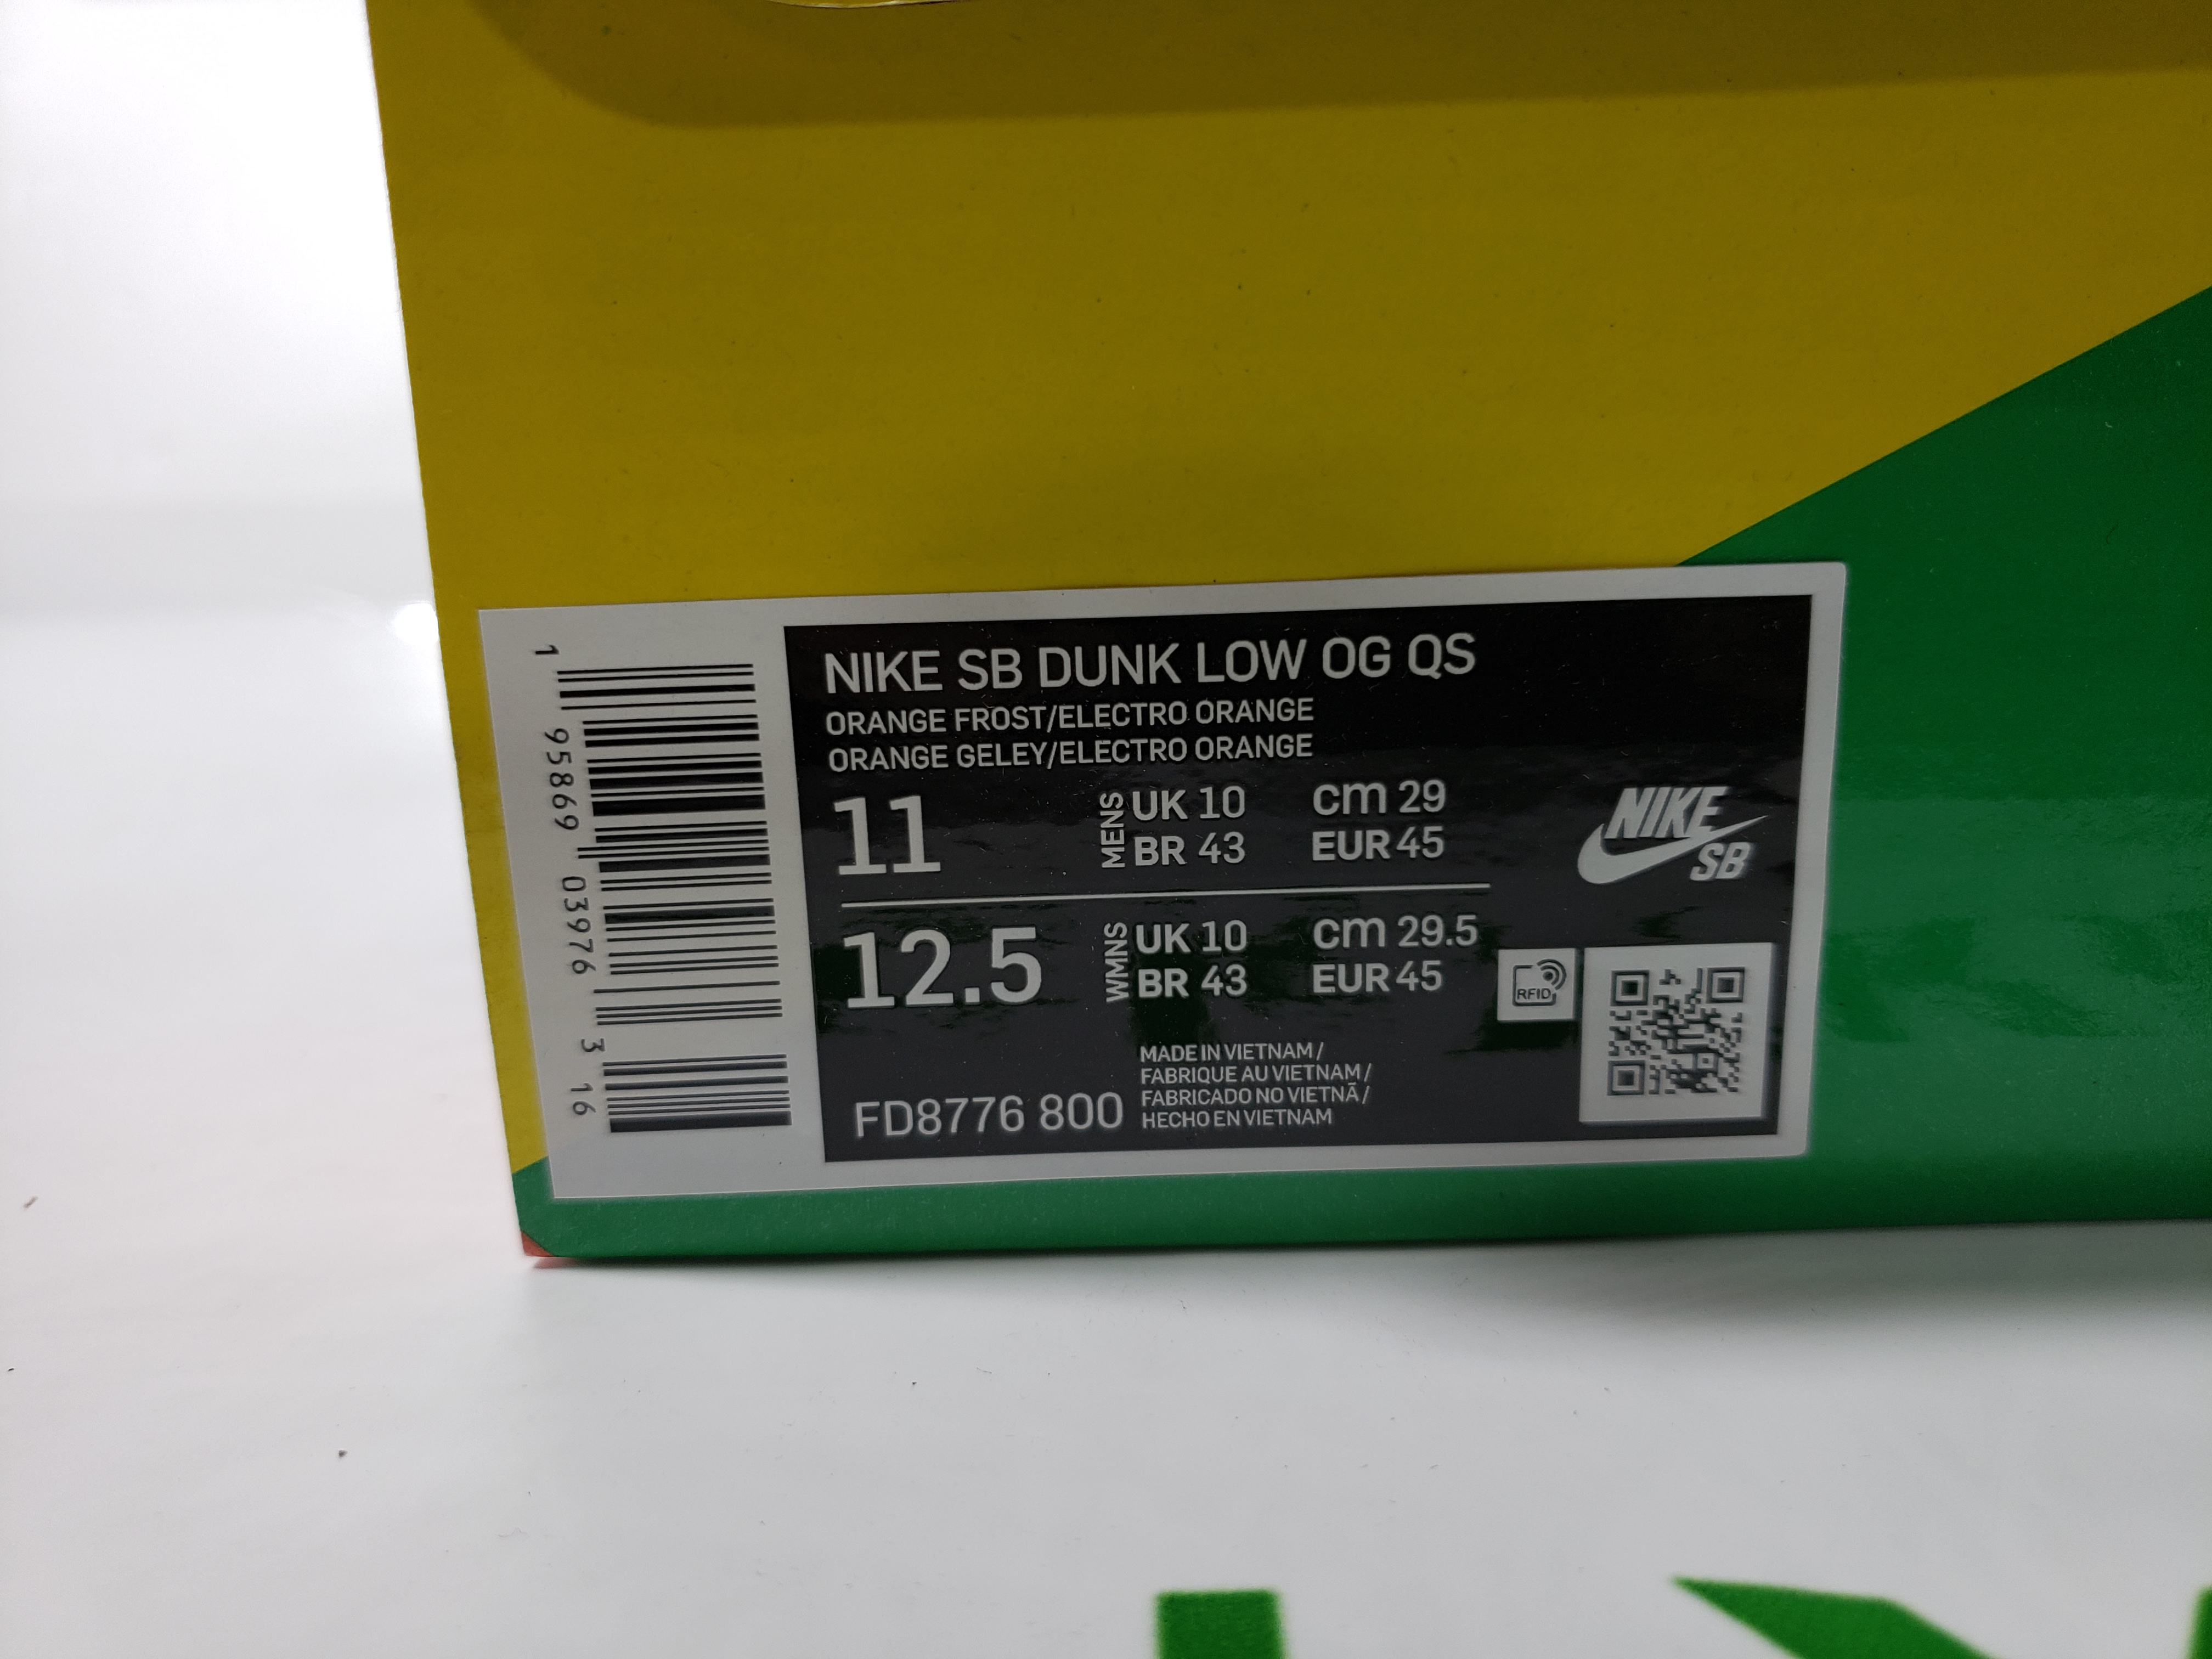 NIKE SB DUNK LOW OG QS
ORANGE FROST/ELECTRO ORANGE
ORANGE GELEY/ELECTRO ORANGE
11
MENS
UK 10 cm 29
BR 43 EUR 45
NIKE
SB
12.5
WMNS
UK 10 cm 29.5
BR 43 EUR 45
RFID
FD8776 800
MADE IN VIETNAM /
FABRIQUE AU VIETNAM /
FABRICADO NO VIETNÃ /
HECHO EN VIETNAM
1 95869 03976 3 16